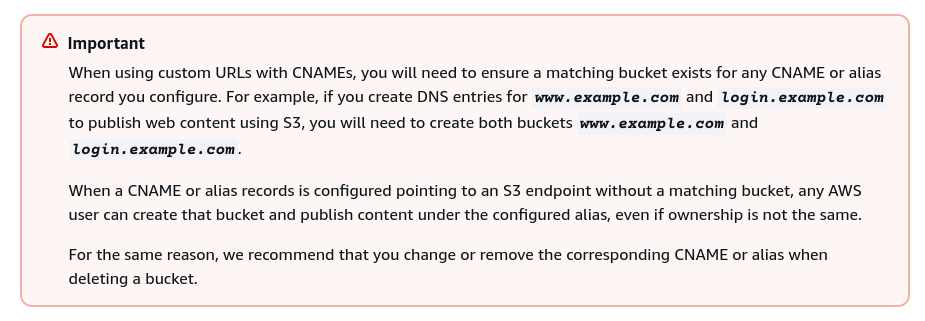 Important
When using custom URLs with CNAMEs, you will need to ensure a matching bucket exists for any CNAME or alias
record you configure. For example, if you create DNS entries for www.example.com and login.example.com
to publish web content using S3, you will need to create both buckets www.example.com and
login.example.com.
When a CNAME or alias records is configured pointing to an S3 endpoint without a matching bucket, any AWS
user can create that bucket and publish content under the configured alias, even if ownership is not the same.
For the same reason, we recommend that you change or remove the corresponding CNAME or alias when
deleting a bucket.